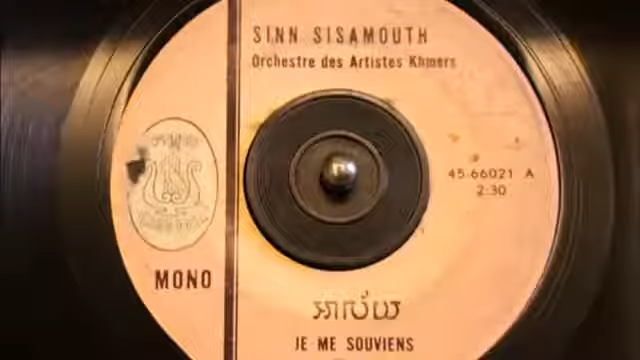 SINN SISAMOUTH
Orchestre des Artistes Khmers
45.66021 A
2:30
MONO
អាល័យ
JE ME SOUVIENS